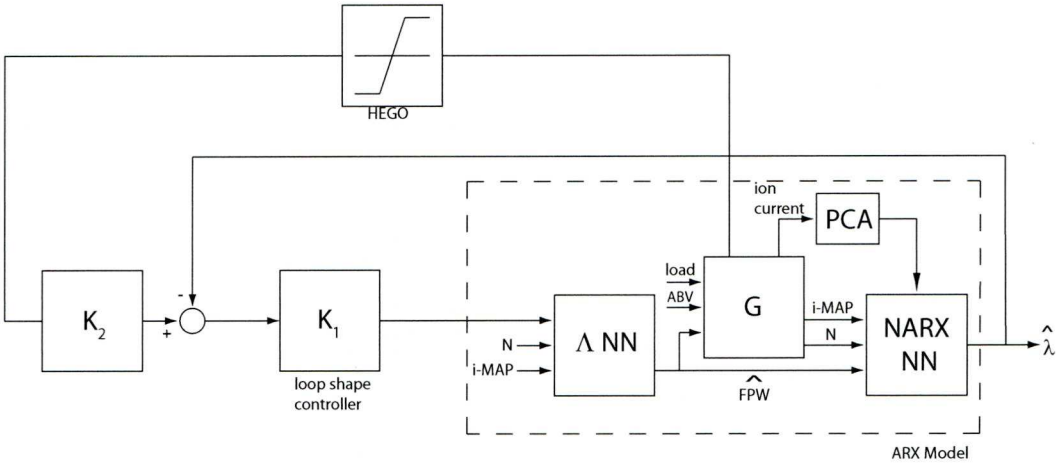 HEGO
ion
current
PCA
load
ABV
G
i-MAP
N
K2
-
+
K1
loop shape
controller
N
i-MAP
Λ NN
^
FPW
NARX
NN
^
λ
ARX Model